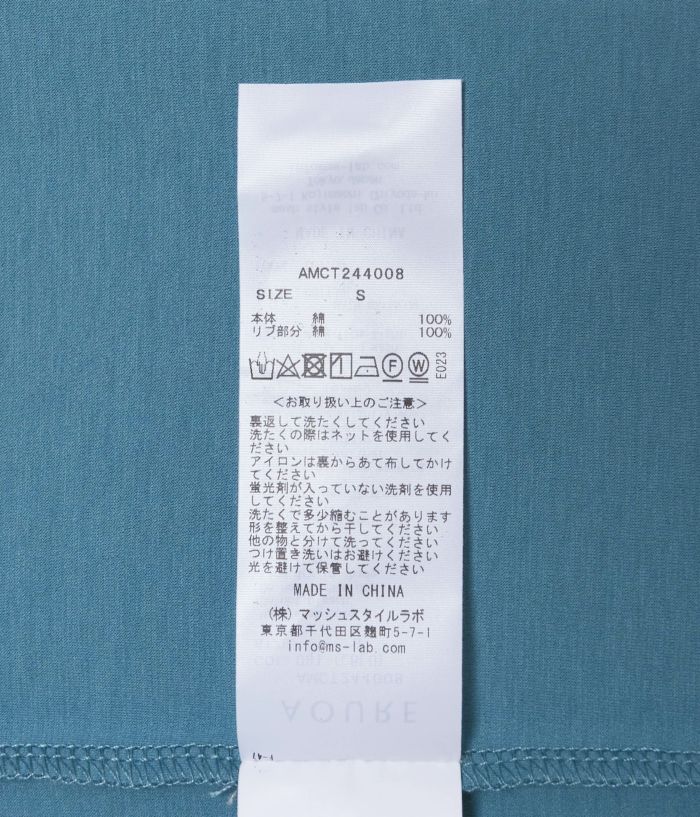 AMCT244008
SIZE S
本体 綿 100%
リブ部分 綿 100%
F W E023
<お取り扱い上のご注意>
裏返して洗たくしてください
洗たくの際はネットを使用してく
ださい
アイロンは裏からあて布してかけ
てください
蛍光剤が入っていない洗剤を使用
してください
洗たくで多少縮むことがあります
形を整えてから干してください
他の物と分けて洗ってください
つけ置き洗いはお避けください
光を避けて保管してください
MADE IN CHINA
(株) マッシュスタイルラボ
東京都千代田区麹町5-7-1
info@ms-lab.com
AMCT244008
AOURE